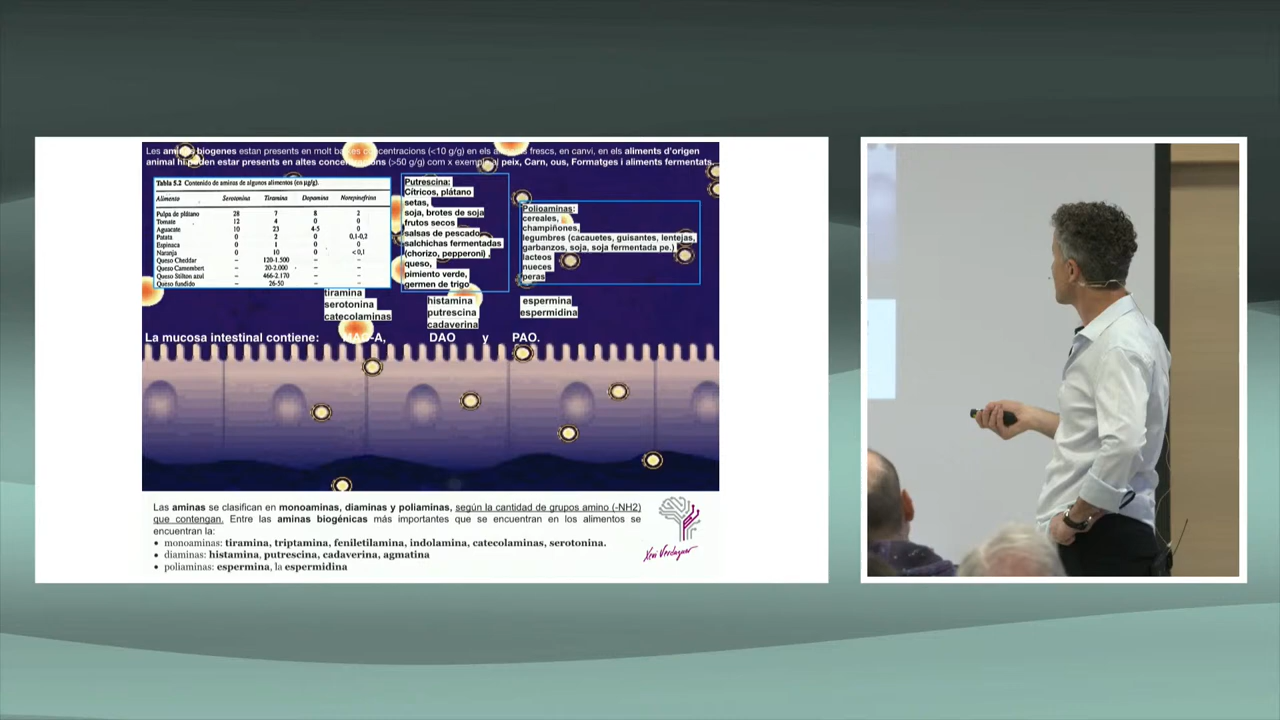 Les amines biogenes estan presents en molt baixes concentracions (<10 g/g) en els aliments frescs, en canvi, en els aliments d'origen
animal hi poden estar presents en altes concentracions (>50 g/g) com x exemple al peix, Carn, ous, Formatges i aliments fermentats.
Tabla 5.2 Contenido de aminas de algunos alimentos (en µg/g).
Alimento Serotonina Tiramina Dopamina Norepinefrina
Pulpa de plátano 28 7 8 2
Tomate 12 4 0 0
Aguacate 10 23 4-5 0
Patata 0 2 0 0,1-0,2
Espinaca 0 1 0 0
Naranja 0 10 0 <0,1
Queso Cheddar – 120-1.500 – –
Queso Camembert – 20-2.000 – –
Queso Stilton azul – 466-2.170 – –
Queso fundido – 26-50 – –
Putrescina:
Cítricos, plátano
setas,
soja, brotes de soja
frutos secos
salsas de pescado
salchichas fermentadas
(chorizo, pepperoni) ,
queso,
pimiento verde,
germen de trigo
Polioaminas:
cereales,
champiñones,
legumbres (cacauetes, guisantes, lentejas,
garbanzos, soja, soja fermentada pe.)
lacteos
nueces
peras
tiramina
serotonina
catecolaminas
histamina
putrescina
cadaverina
espermina
espermidina
La mucosa intestinal contiene: MAO-A, DAO y PAO.
Las aminas se clasifican en monoaminas, diaminas y poliaminas, según la cantidad de grupos amino (-NH2)
que contengan. Entre las aminas biogénicas más importantes que se encuentran en los alimentos se
encuentran la:
• monoaminas: tiramina, triptamina, feniletilamina, indolamina, catecolaminas, serotonina.
• diaminas: histamina, putrescina, cadaverina, agmatina
• poliaminas: espermina, la espermidina
Xevi Verdaguer